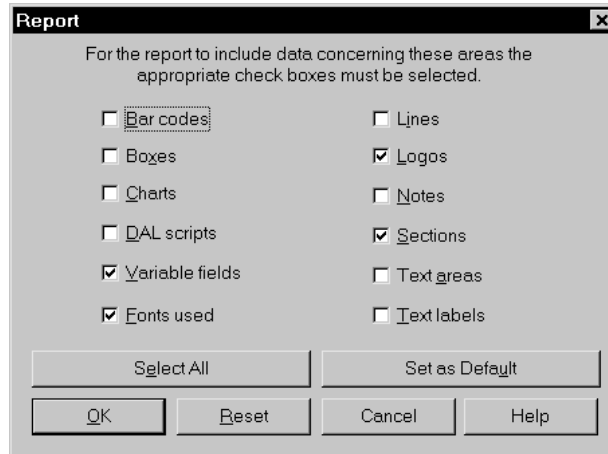 Report
For the report to include data concerning these areas the
appropriate check boxes must be selected.
Bar codes
Lines
Boxes
Logos
Charts
Notes
DAL scripts
Sections
Variable fields
Text areas
Fonts used
Text labels
Select All
Set as Default
OK
Reset
Cancel
Help